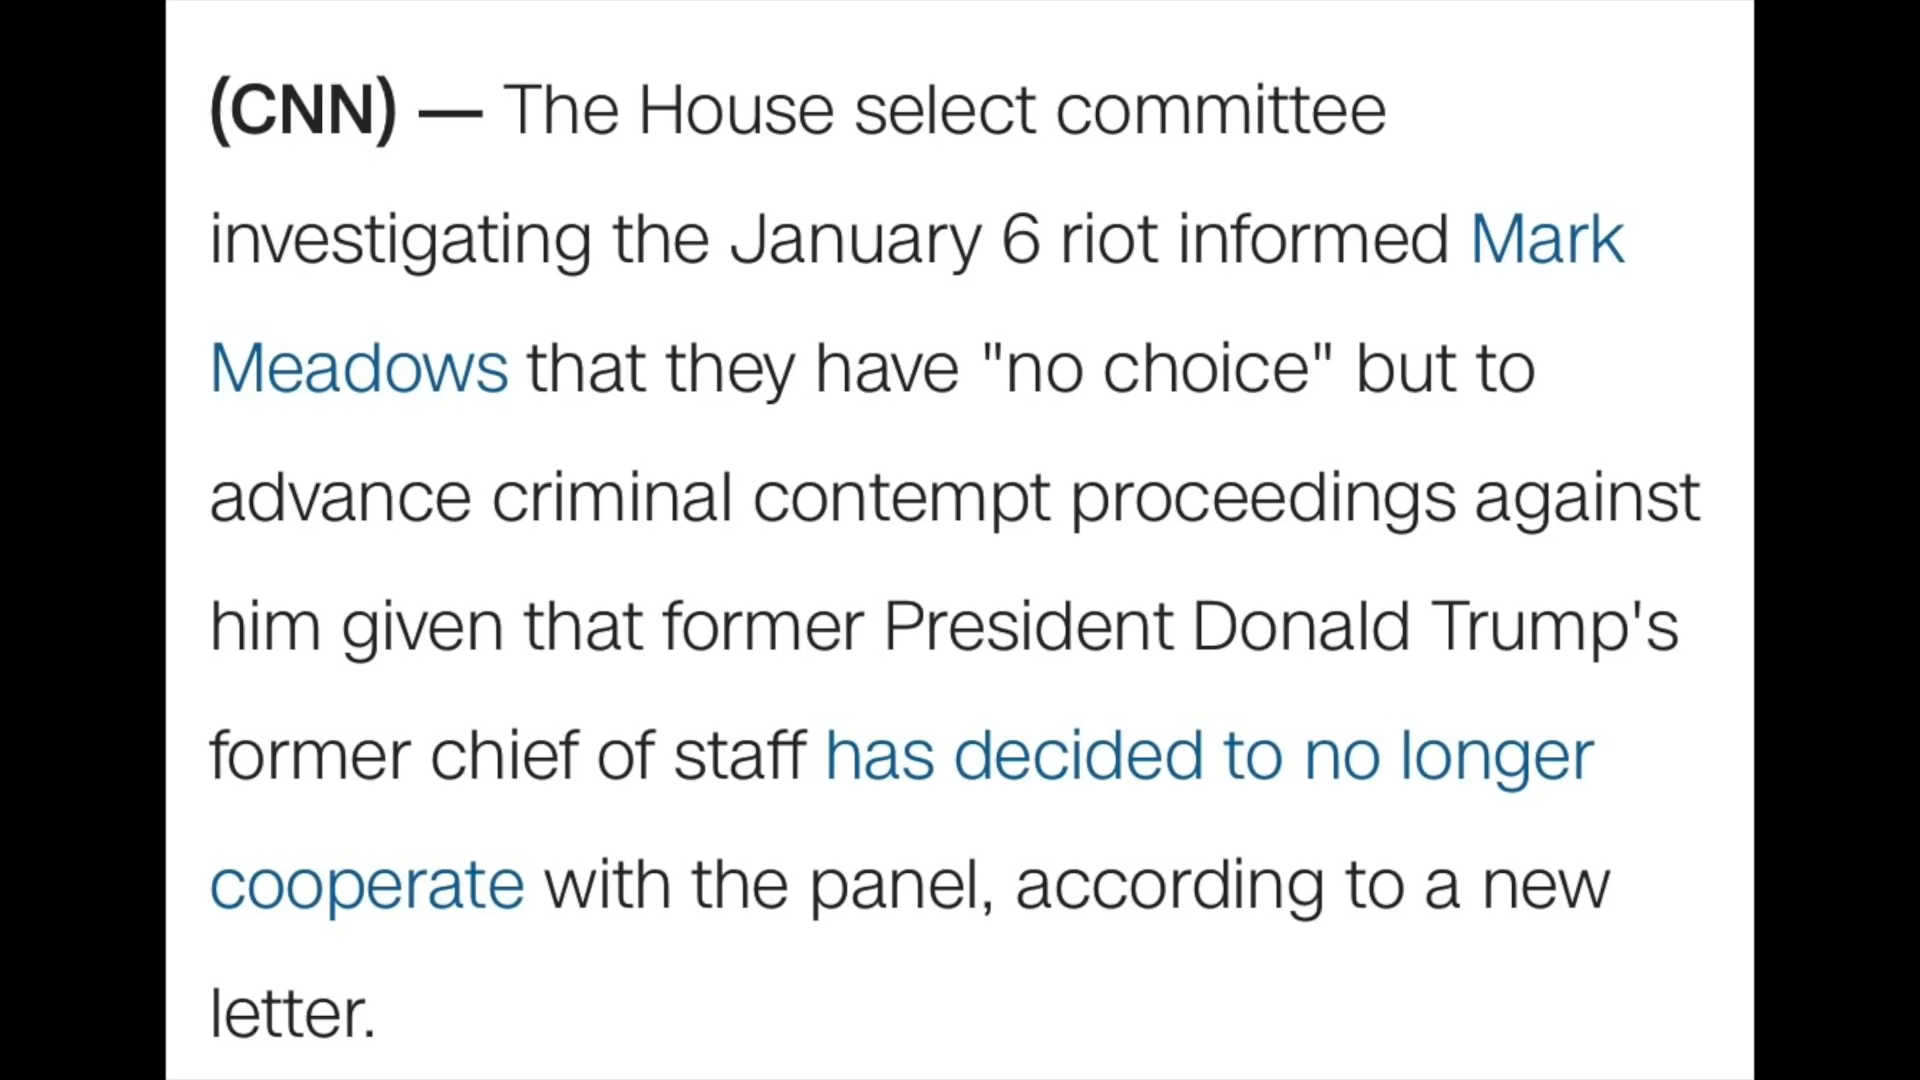 (CNN) — The House select committee
investigating the January 6 riot informed Mark
Meadows that they have "no choice" but to
advance criminal contempt proceedings against
him given that former President Donald Trump's
former chief of staff has decided to no longer
cooperate with the panel, according to a new
letter.